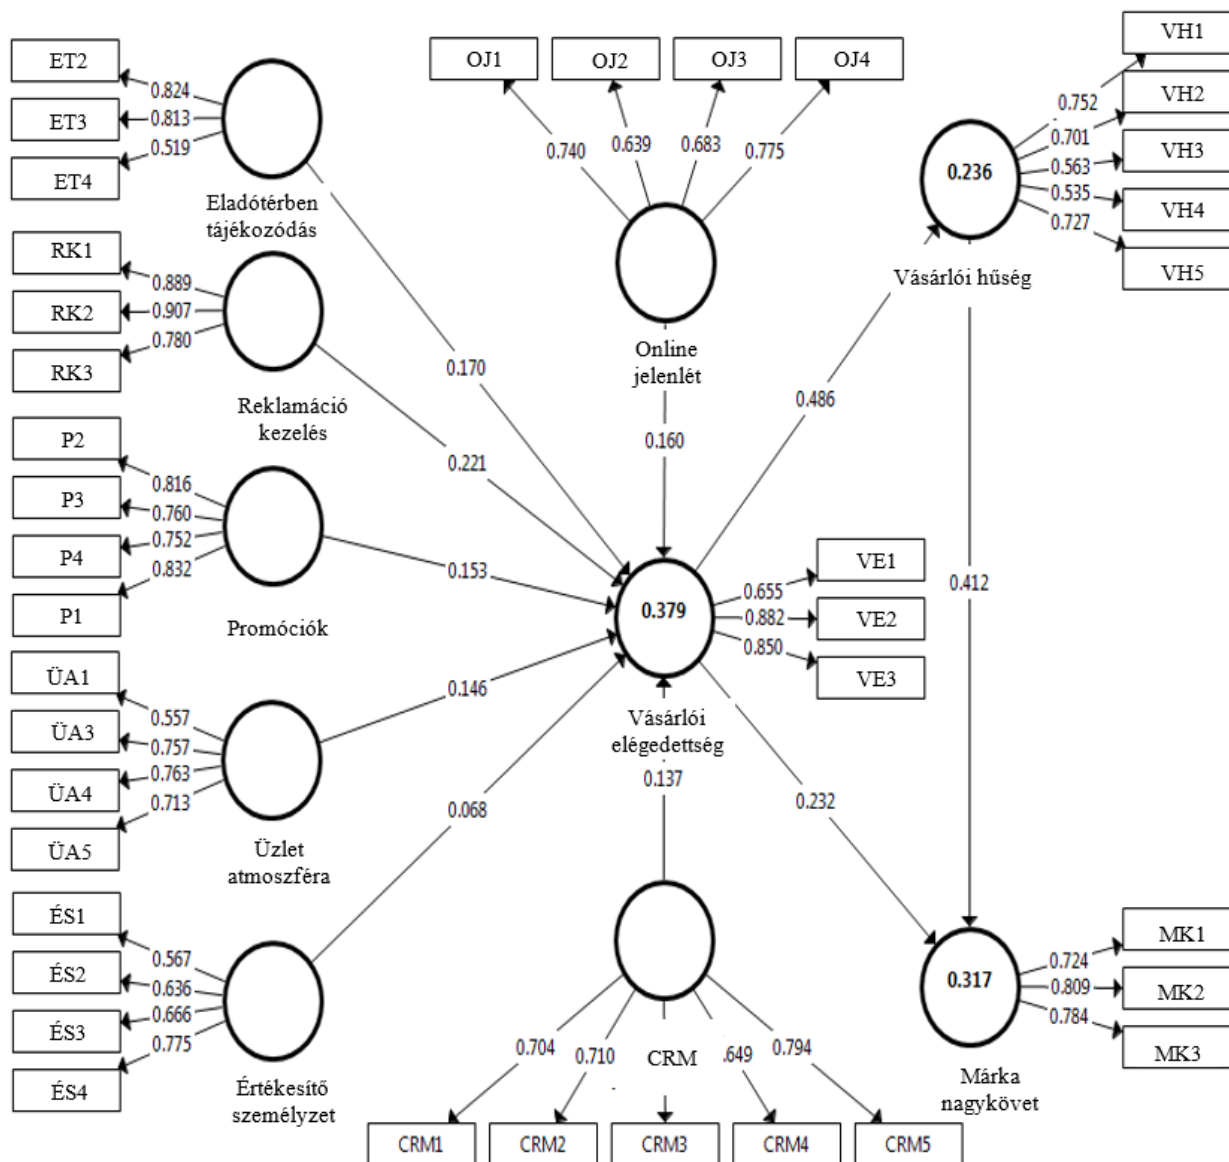 ET2
ET3
ET4
0.824
0.813
0.519
Eladótérben
tájékozódás
RK1
RK2
RK3
0.889
0.907
0.780
Reklamáció
kezelés
P2
P3
P4
P1
0.816
0.760
0.752
0.832
Promóciók
ÜA1
ÜA3
ÜA4
ÜA5
0.557
0.757
0.763
0.713
Üzlet
atmoszféra
ÉS1
ÉS2
ÉS3
ÉS4
0.567
0.636
0.666
0.775
Értékesítő
személyzet
OJ1
OJ2
OJ3
OJ4
0.740
0.639
0.683
0.775
Online
jelenlét
0.170
0.221
0.153
0.146
0.068
0.160
0.379
Vásárlói
elégedettség
0.137
0.655
0.882
0.850
VE1
VE2
VE3
0.704
0.710
CRM
.649
0.794
CRM1
CRM2
CRM3
CRM4
CRM5
0.486
0.232
0.412
0.236
Vásárlói hűség
0.752
0.701
0.563
0.535
0.727
VH1
VH2
VH3
VH4
VH5
0.317
Márka
nagykövet
0.724
0.809
0.784
MK1
MK2
MK3